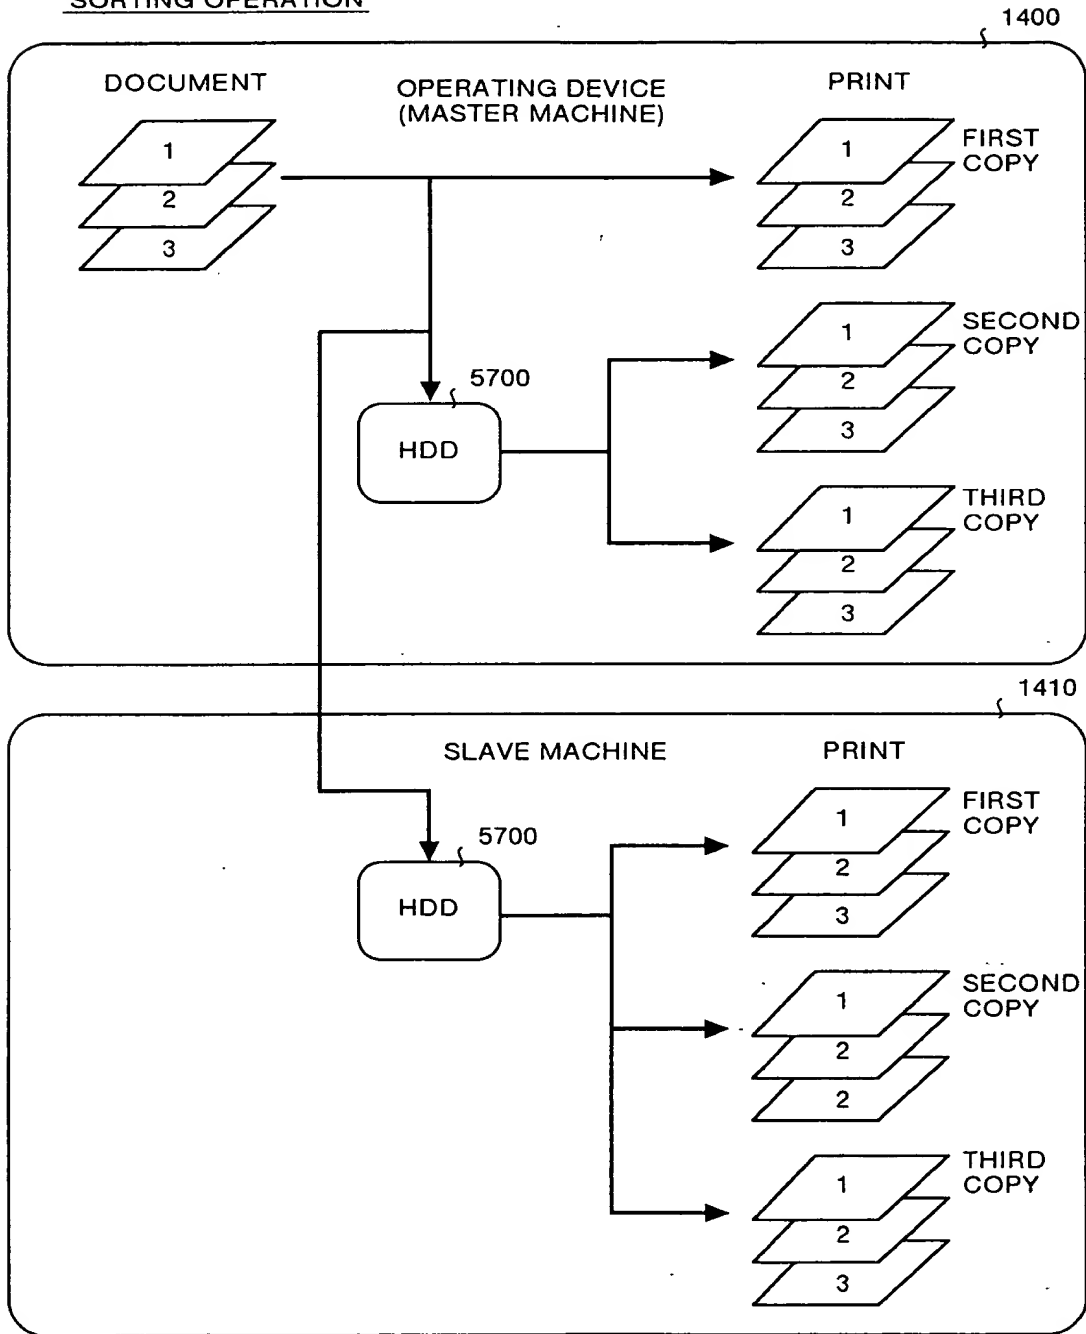 SORTING OPERATION
1400
DOCUMENT
OPERATING DEVICE
(MASTER MACHINE)
PRINT
1
2
3
1
2
3
FIRST
COPY
1
2
3
SECOND
COPY
5700
HDD
1
2
3
THIRD
COPY
1410
SLAVE MACHINE
PRINT
1
2
3
FIRST
COPY
5700
HDD
1
2
2
SECOND
COPY
1
2
3
THIRD
COPY